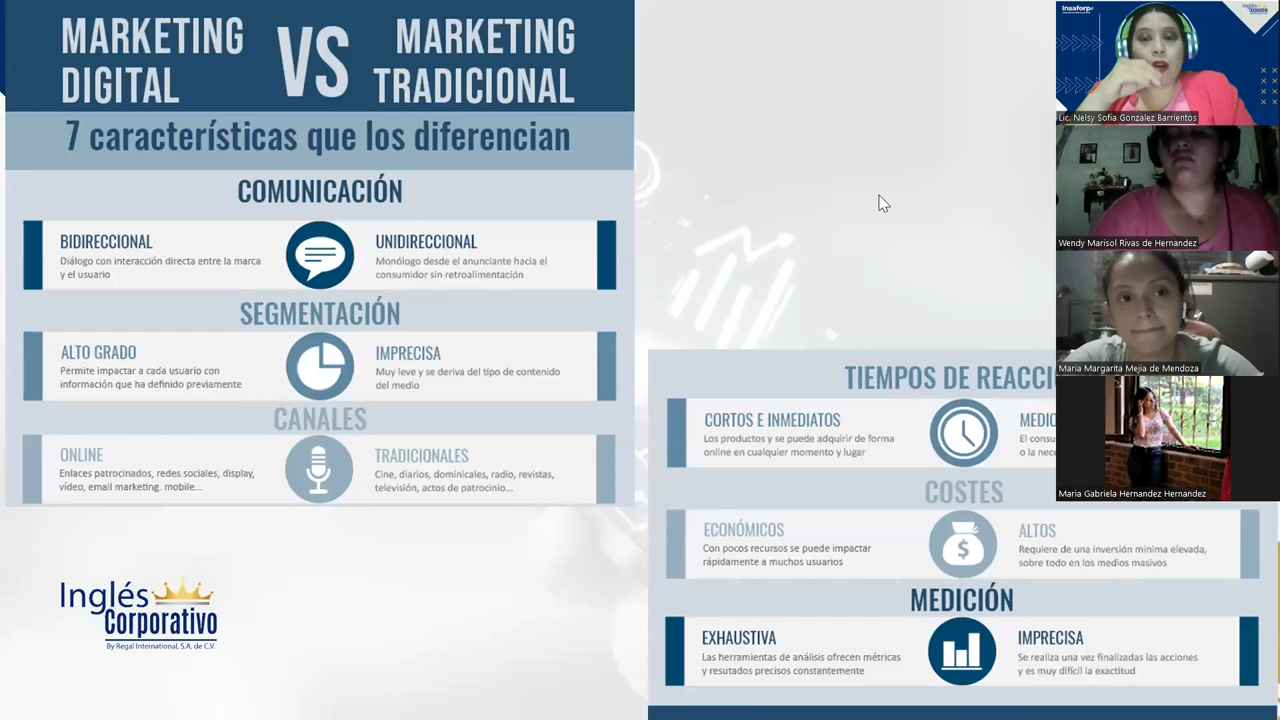 MARKETING
DIGITAL
VS
MARKETING
TRADICIONAL
7 características que los diferencian
COMUNICACIÓN
BIDIRECCIONAL
Diálogo con interacción directa entre la marca
y el usuario
UNIDIRECCIONAL
Monólogo desde el anunciante hacia el
consumidor sin retroalimentación
SEGMENTACIÓN
ALTO GRADO
Permite impactar a cada usuario con
información que ha definido previamente
IMPRECISA
Muy leve y se deriva del tipo de contenido
del medio
CANALES
ONLINE
Enlaces patrocinados, redes sociales, display,
vídeo, email marketing. mobile...
TRADICIONALES
Cine, diarios, dominicales, radio, revistas,
televisión, actos de patrocinio...
Inglés
Corporativo
By Regal International, S.A. de C.V.
TIEMPOS DE REACCI
CORTOS E INMEDIATOS
Los productos y se puede adquirir de forma
online en cualquier momento y lugar
MEDIO
El consu
o la nece
COSTES
ECONÓMICOS
Con pocos recursos se puede impactar
rápidamente a muchos usuarios
ALTOS
Requiere de una inversión mínima elevada,
sobre todo en los medios masivos
MEDICIÓN
EXHAUSTIVA
Las herramientas de análisis ofrecen métricas
y resutados precisos constantemente
IMPRECISA
Se realiza una vez finalizadas las acciones
y es muy difícil la exactitud
Insaforp
Lic. Nelsy Sofia Gonzalez Barrientos
Wendy Marisol Rivas de Hernandez
Maria Margarita Mejia de Mendoza
Maria Gabriela Hernandez Hernandez